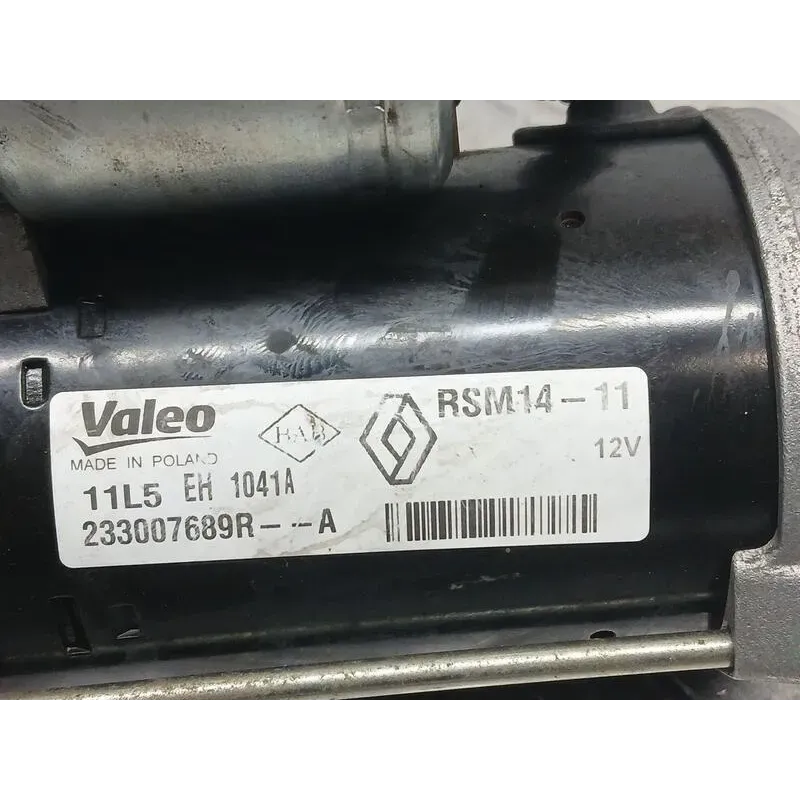 Valeo
MADE IN POLAND
11L5 EH 1041A
233007689R--A
RSM14-11
12V